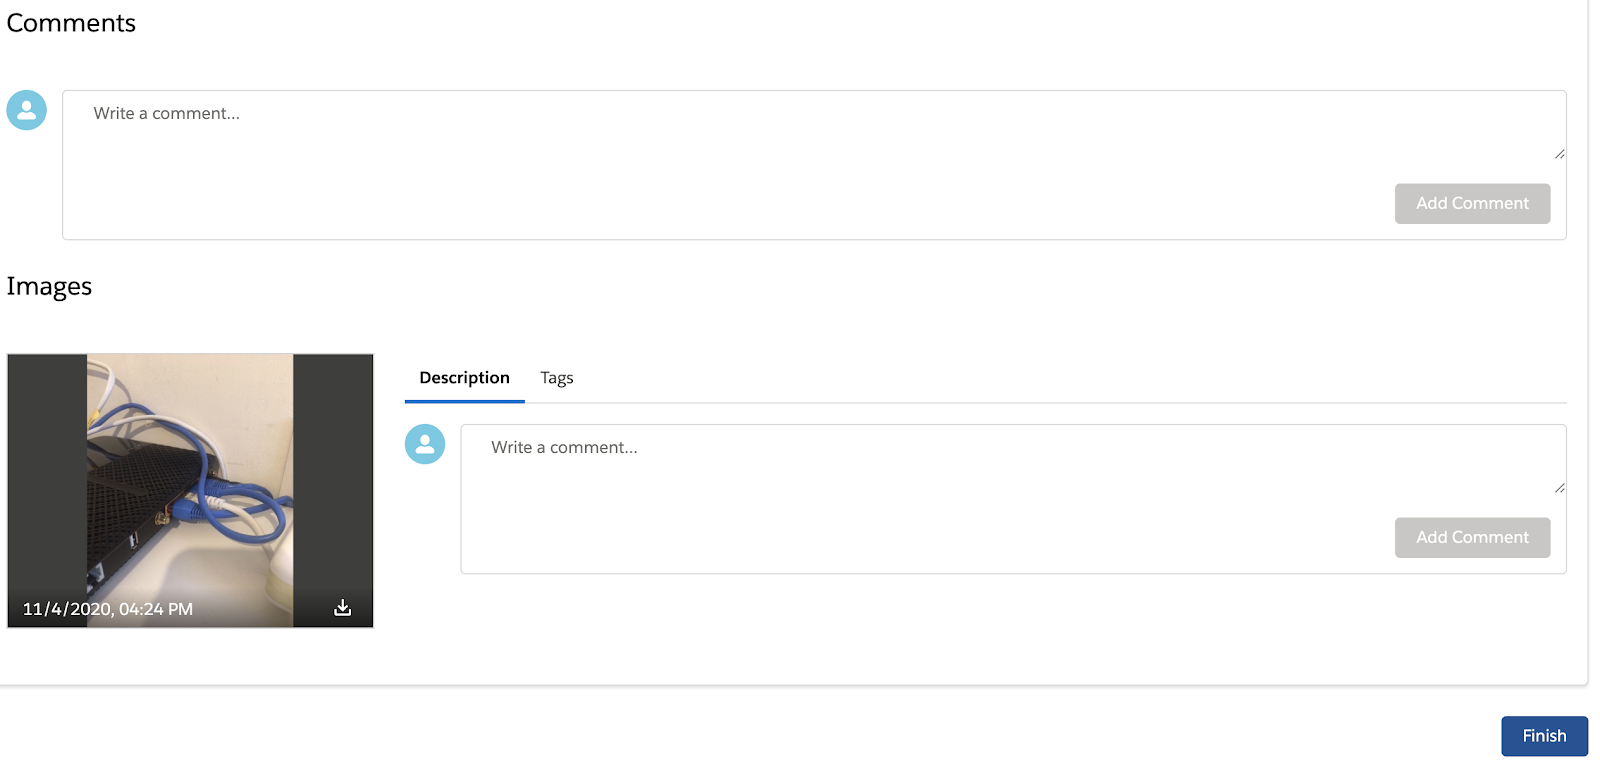 Comments
Write a comment...
Add Comment
Images
Description Tags
Write a comment...
Add Comment
11/4/2020, 04:24 PM
Finish